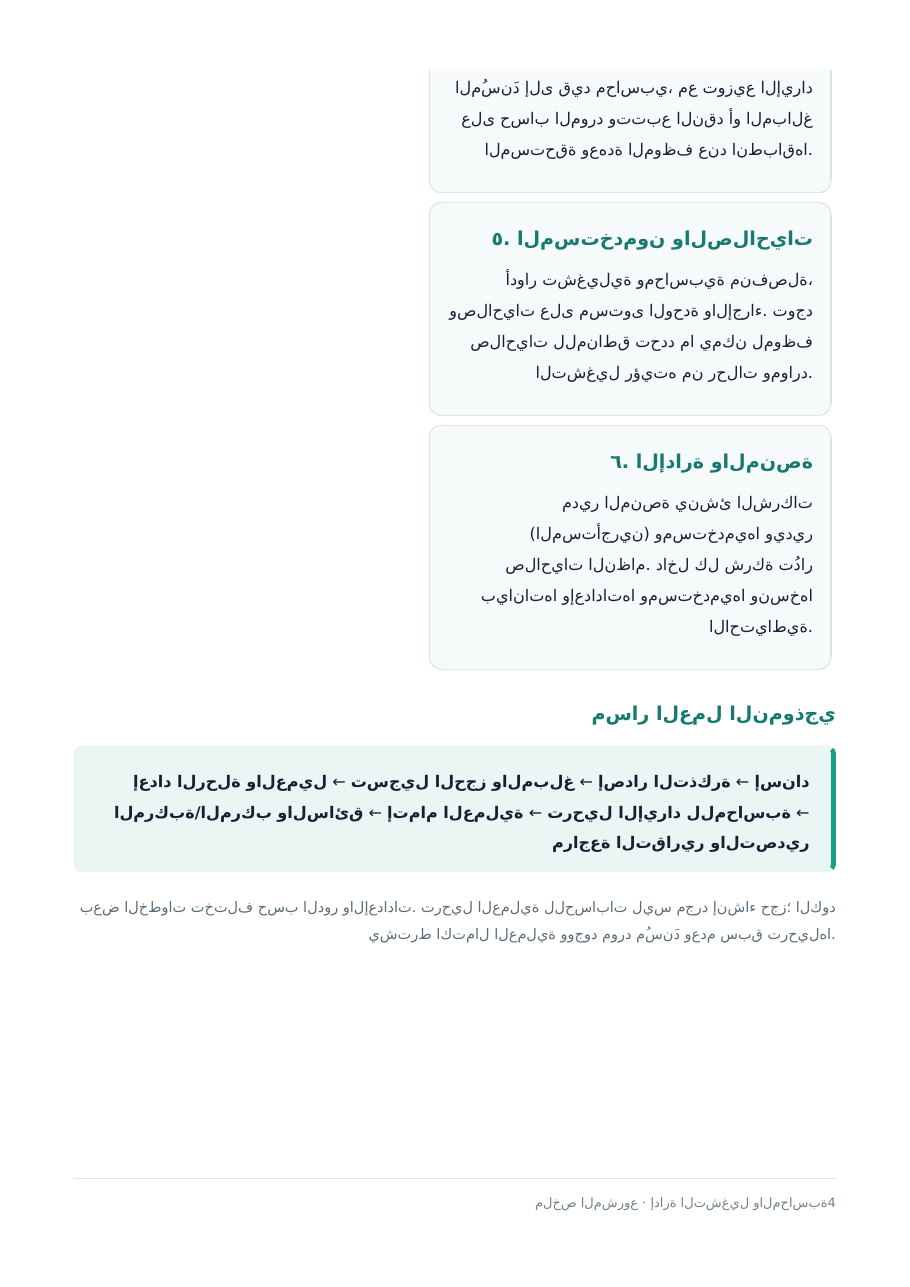 المُسنَد إلى قيد محاسبي، مع توزيع الإيراد
على حساب المورد وتتبع النقد أو المبالغ
المستحقة وعهدة الموظف عند انطباقها.
٥. المستخدمون والصلاحيات
أدوار تشغيلية ومحاسبية منفصلة،
وصلاحيات على مستوى الوحدة والإجراء. توجد
صلاحيات للمناطق تحدد ما يمكن لموظف
التشغيل رؤيته من رحلات وموارد.
٦. الإدارة والمنصة
مدير المنصة ينشئ الشركات
(المستأجرين) ومستخدميها ويدير
صلاحيات النظام. داخل كل شركة تُدار
بياناتها وإعداداتها ومستخدميها ونسخها
الاحتياطية.
مسار العمل النموذجي
إعداد الرحلة والعميل ← تسجيل الحجز والمبلغ ← إصدار التذكرة ← إسناد
المركبة/المركب والسائق ← إتمام العملية ← ترحيل الإيراد للمحاسبة ←
مراجعة التقارير والتصدير
بعض الخطوات تختلف حسب الدور والإعدادات. ترحيل العملية للحسابات ليس مجرد إنشاء حجز؛ الكود
يشترط اكتمال العملية ووجود مورد مُسنَد وعدم سبق ترحيلها.
ملخص المشروع · إدارة التشغيل والمحاسبة4